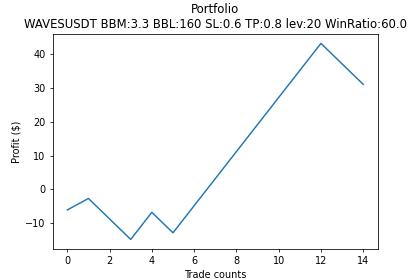 Portfolio
WAVESUSDT BBM:3.3 BBL:160 SL:0.6 TP:0.8 lev:20 WinRatio:60.0
40
30
20
10
0
−10
Profit ($)
0 2 4 6 8 10 12 14
Trade counts